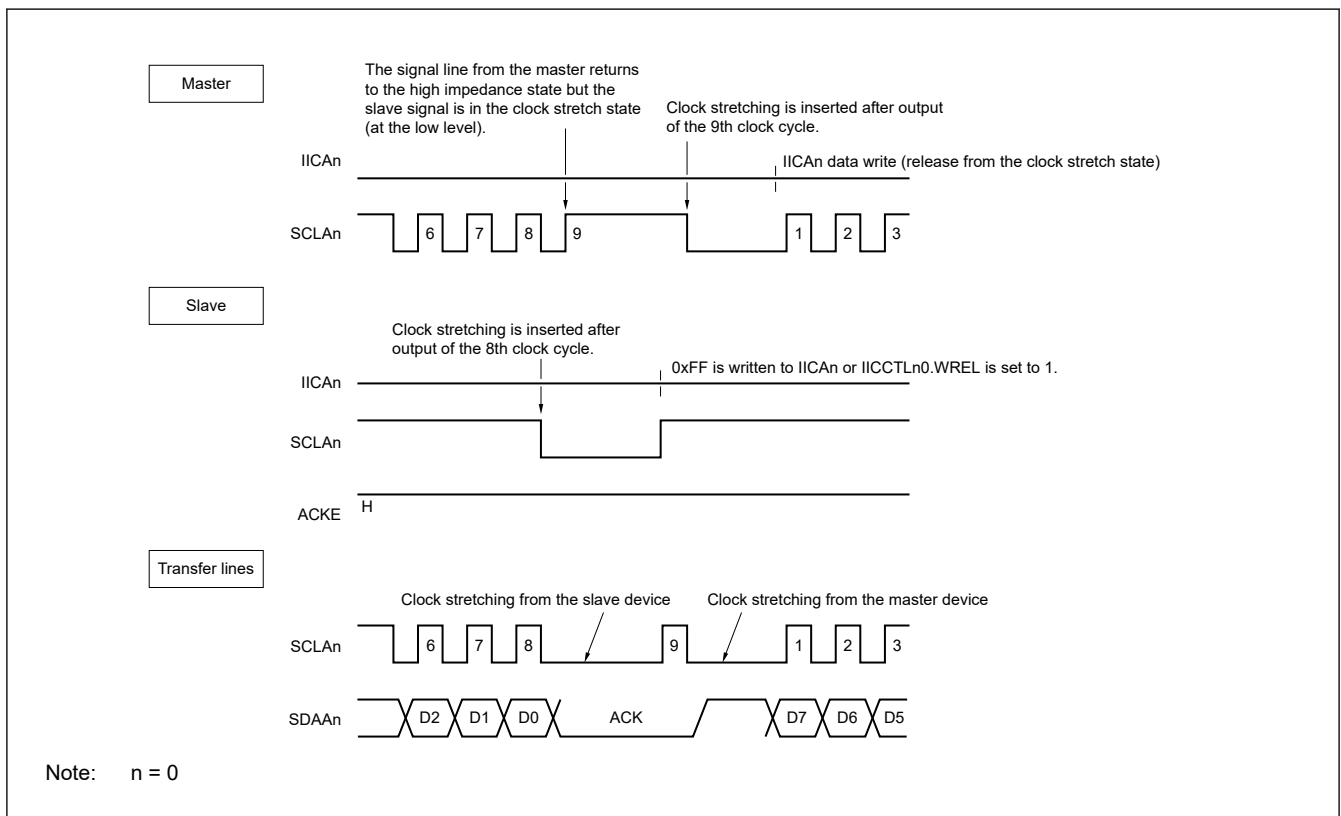 Master
The signal line from the master returns
to the high impedance state but the
slave signal is in the clock stretch state
(at the low level).
Clock stretching is inserted after output
of the 9th clock cycle.
IICAn
IICAn data write (release from the clock stretch state)
SCLAn
6 7 8 9 1 2 3
Slave
Clock stretching is inserted after
output of the 8th clock cycle.
0xFF is written to IICAn or IICCTLn0.WREL is set to 1.
IICAn
SCLAn
H
ACKE
Transfer lines
Clock stretching from the slave device
Clock stretching from the master device
SCLAn
6 7 8 9 1 2 3
SDAAn
D2 D1 D0 ACK D7 D6 D5
Note: n = 0